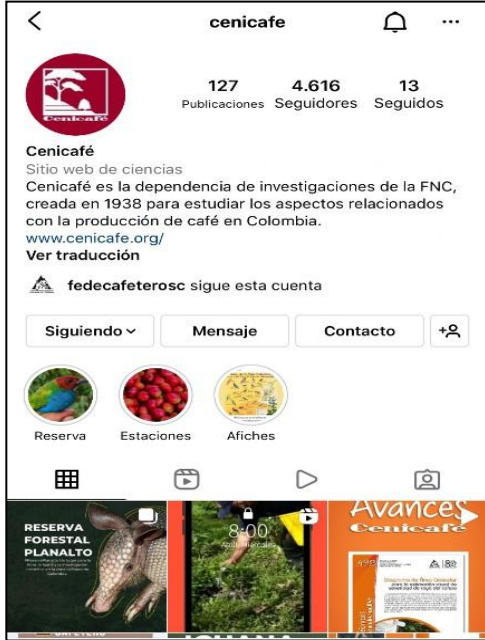 cenicafe
Cenicafé
127 4.616 13
Publicaciones Seguidores Seguidos
Cenicafé
Sitio web de ciencias
Cenicafé es la dependencia de investigaciones de la FNC,
creada en 1938 para estudiar los aspectos relacionados
con la producción de café en Colombia.
www.cenicafe.org/
Ver traducción
fedecafeterosc sigue esta cuenta
Siguiendo Mensaje Contacto
Reserva Estaciones Afiches
RESERVA
FORESTAL
PLANALTO
8:00
Avances
Cenicafé